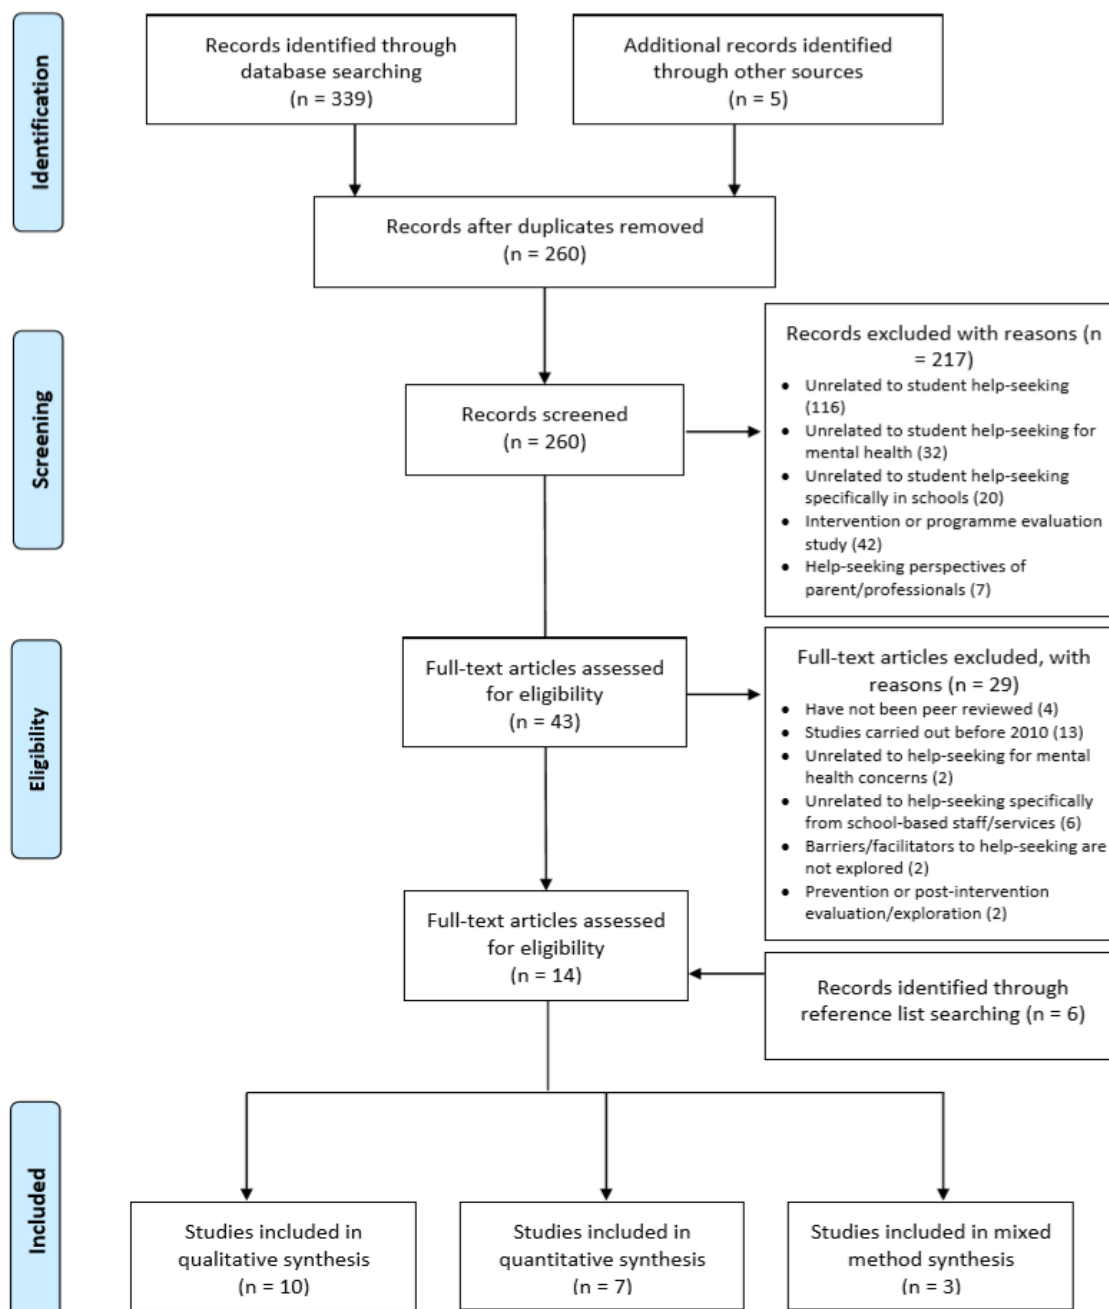 Identification
Records identified through
database searching
(n = 339)
Additional records identified
through other sources
(n = 5)
Records after duplicates removed
(n = 260)
Screening
Records screened
(n = 260)
Records excluded with reasons (n
= 217)
• Unrelated to student help-seeking
(116)
• Unrelated to student help-seeking for
mental health (32)
• Unrelated to student help-seeking
specifically in schools (20)
• Intervention or programme evaluation
study (42)
• Help-seeking perspectives of
parent/professionals (7)
Eligibility
Full-text articles assessed
for eligibility
(n = 43)
Full-text articles excluded, with
reasons (n = 29)
• Have not been peer reviewed (4)
• Studies carried out before 2010 (13)
• Unrelated to help-seeking for mental
health concerns (2)
• Unrelated to help-seeking specifically
from school-based staff/services (6)
• Barriers/facilitators to help-seeking are
not explored (2)
• Prevention or post-intervention
evaluation/exploration (2)
Full-text articles assessed
for eligibility
(n = 14)
Records identified through
reference list searching (n = 6)
Included
Studies included in
qualitative synthesis
(n = 10)
Studies included in
quantitative synthesis
(n = 7)
Studies included in mixed
method synthesis
(n = 3)